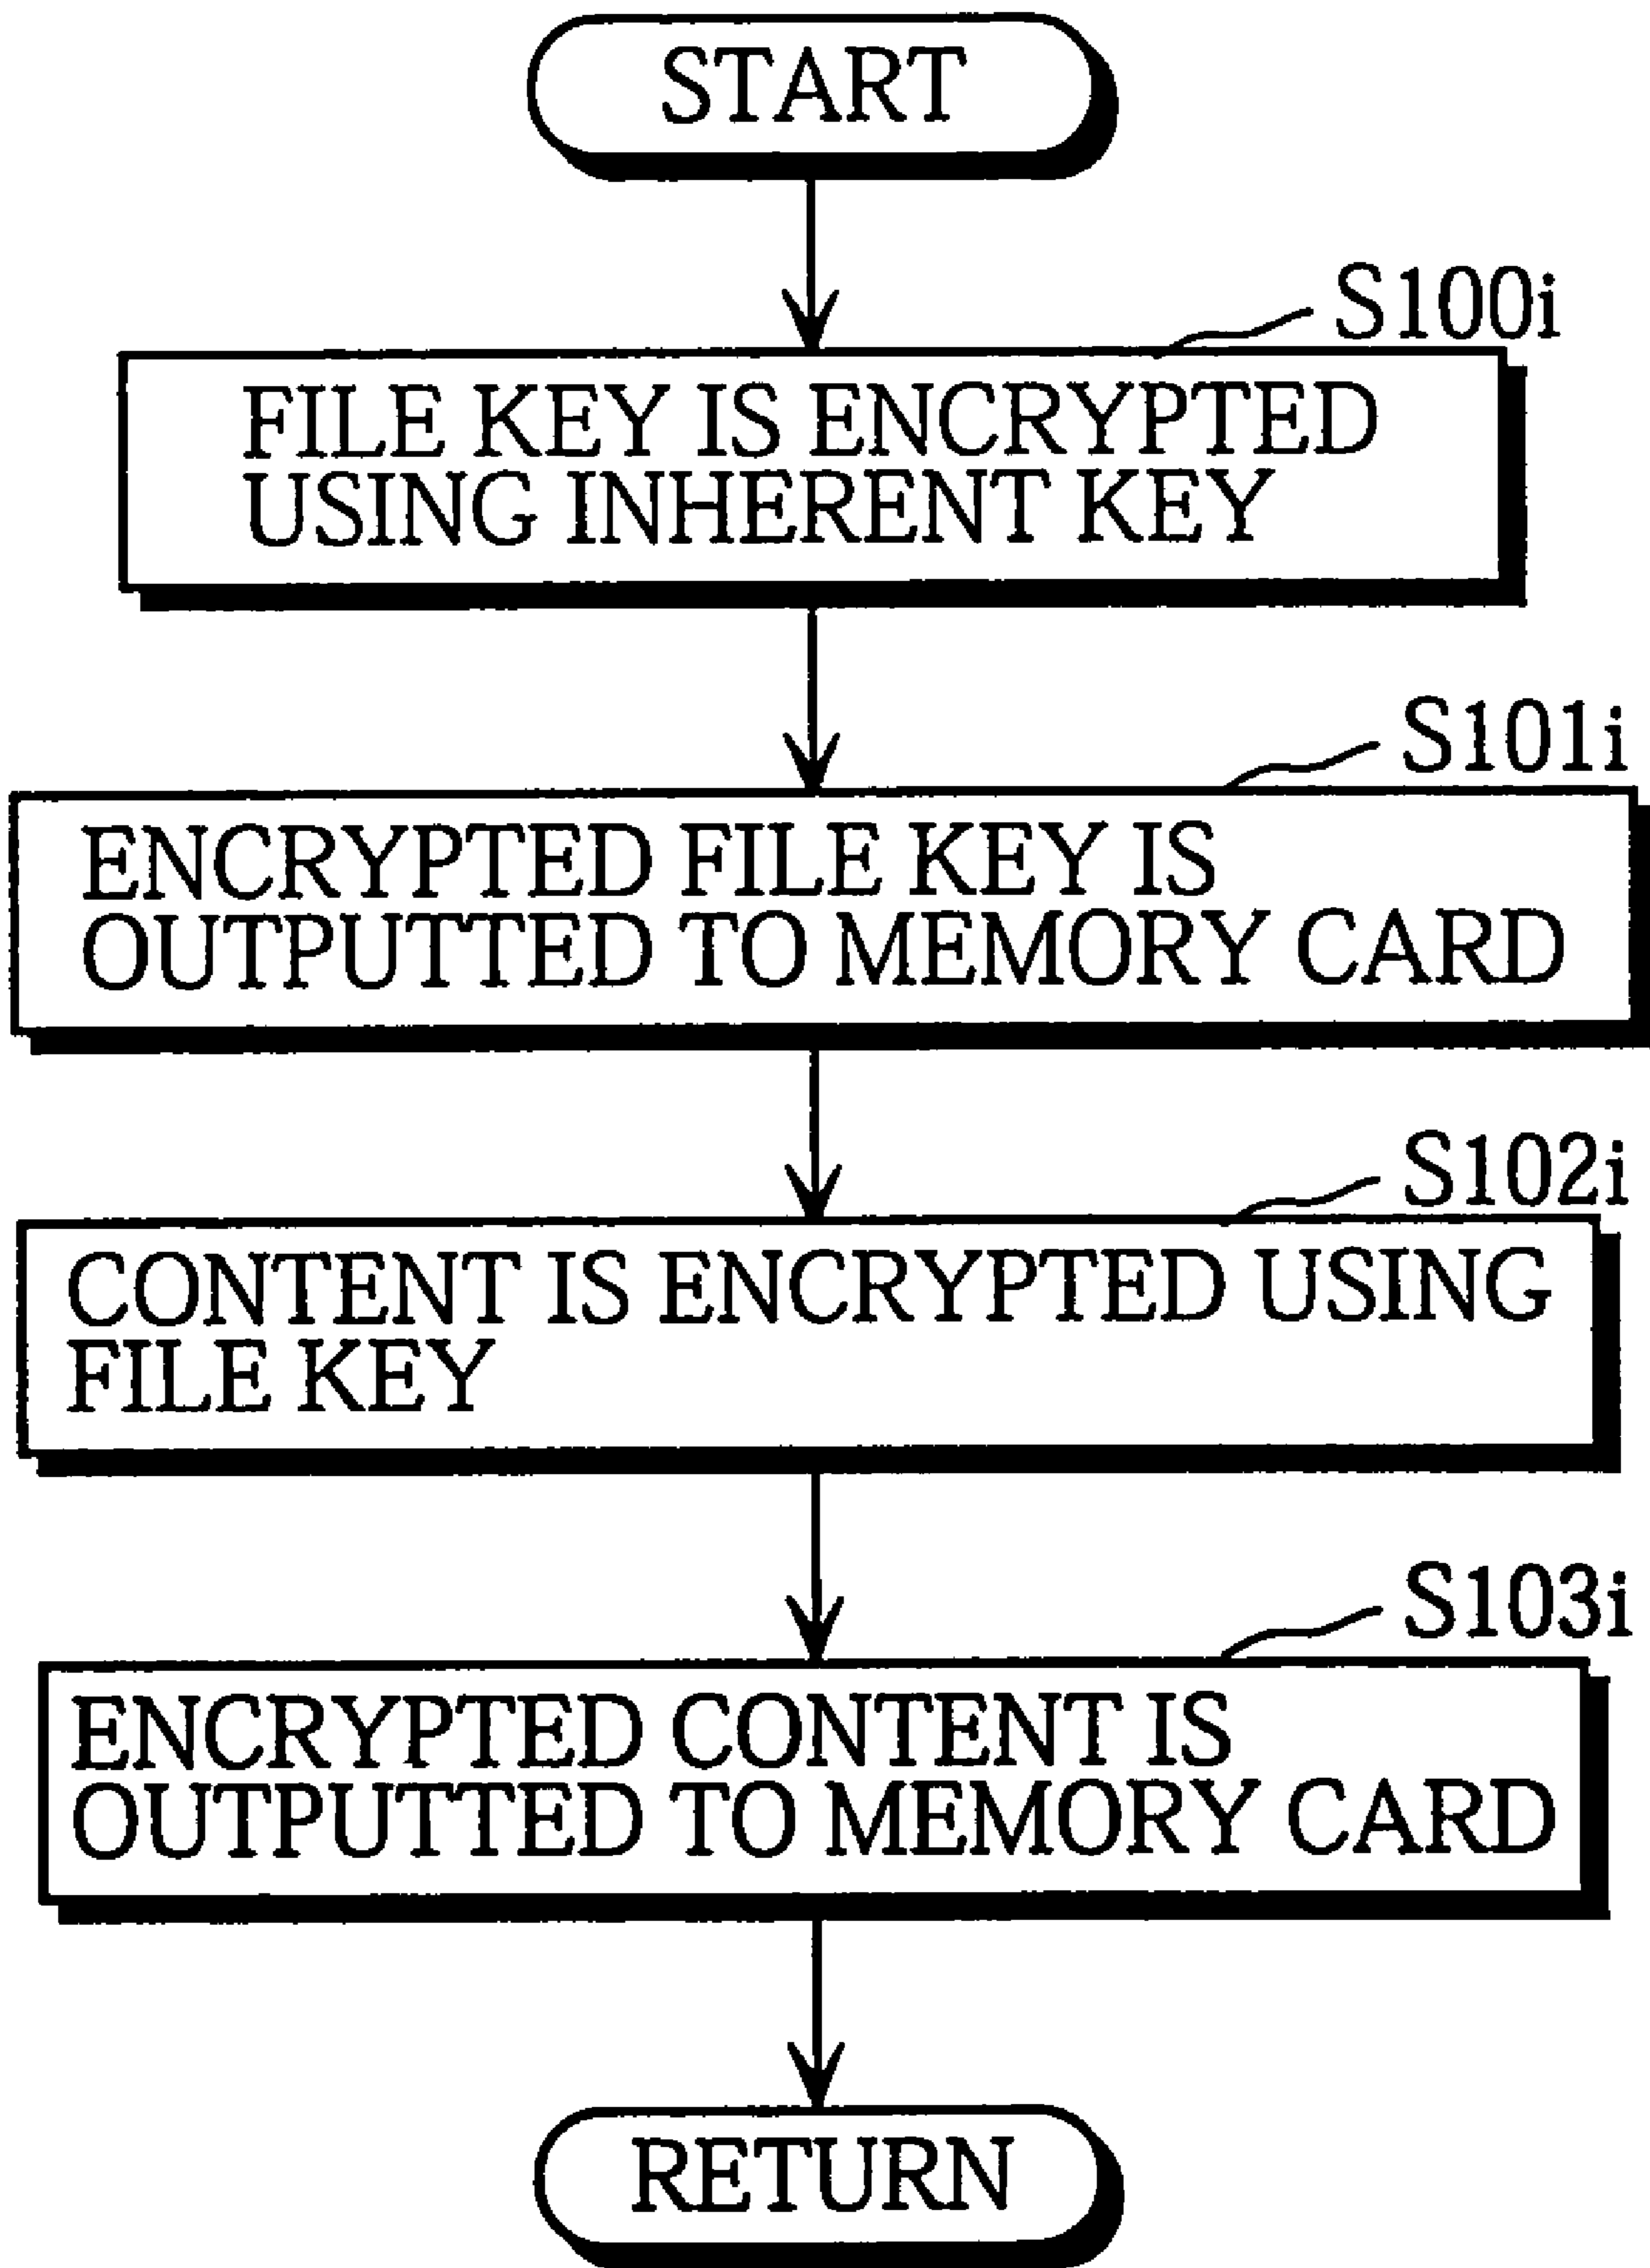 START
S100i
FILE KEY IS ENCRYPTED
USING INHERENT KEY
S101i
ENCRYPTED FILE KEY IS
OUTPUTTED TO MEMORY CARD
S102i
CONTENT IS ENCRYPTED USING
FILE KEY
S103i
ENCRYPTED CONTENT IS
OUTPUTTED TO MEMORY CARD
RETURN